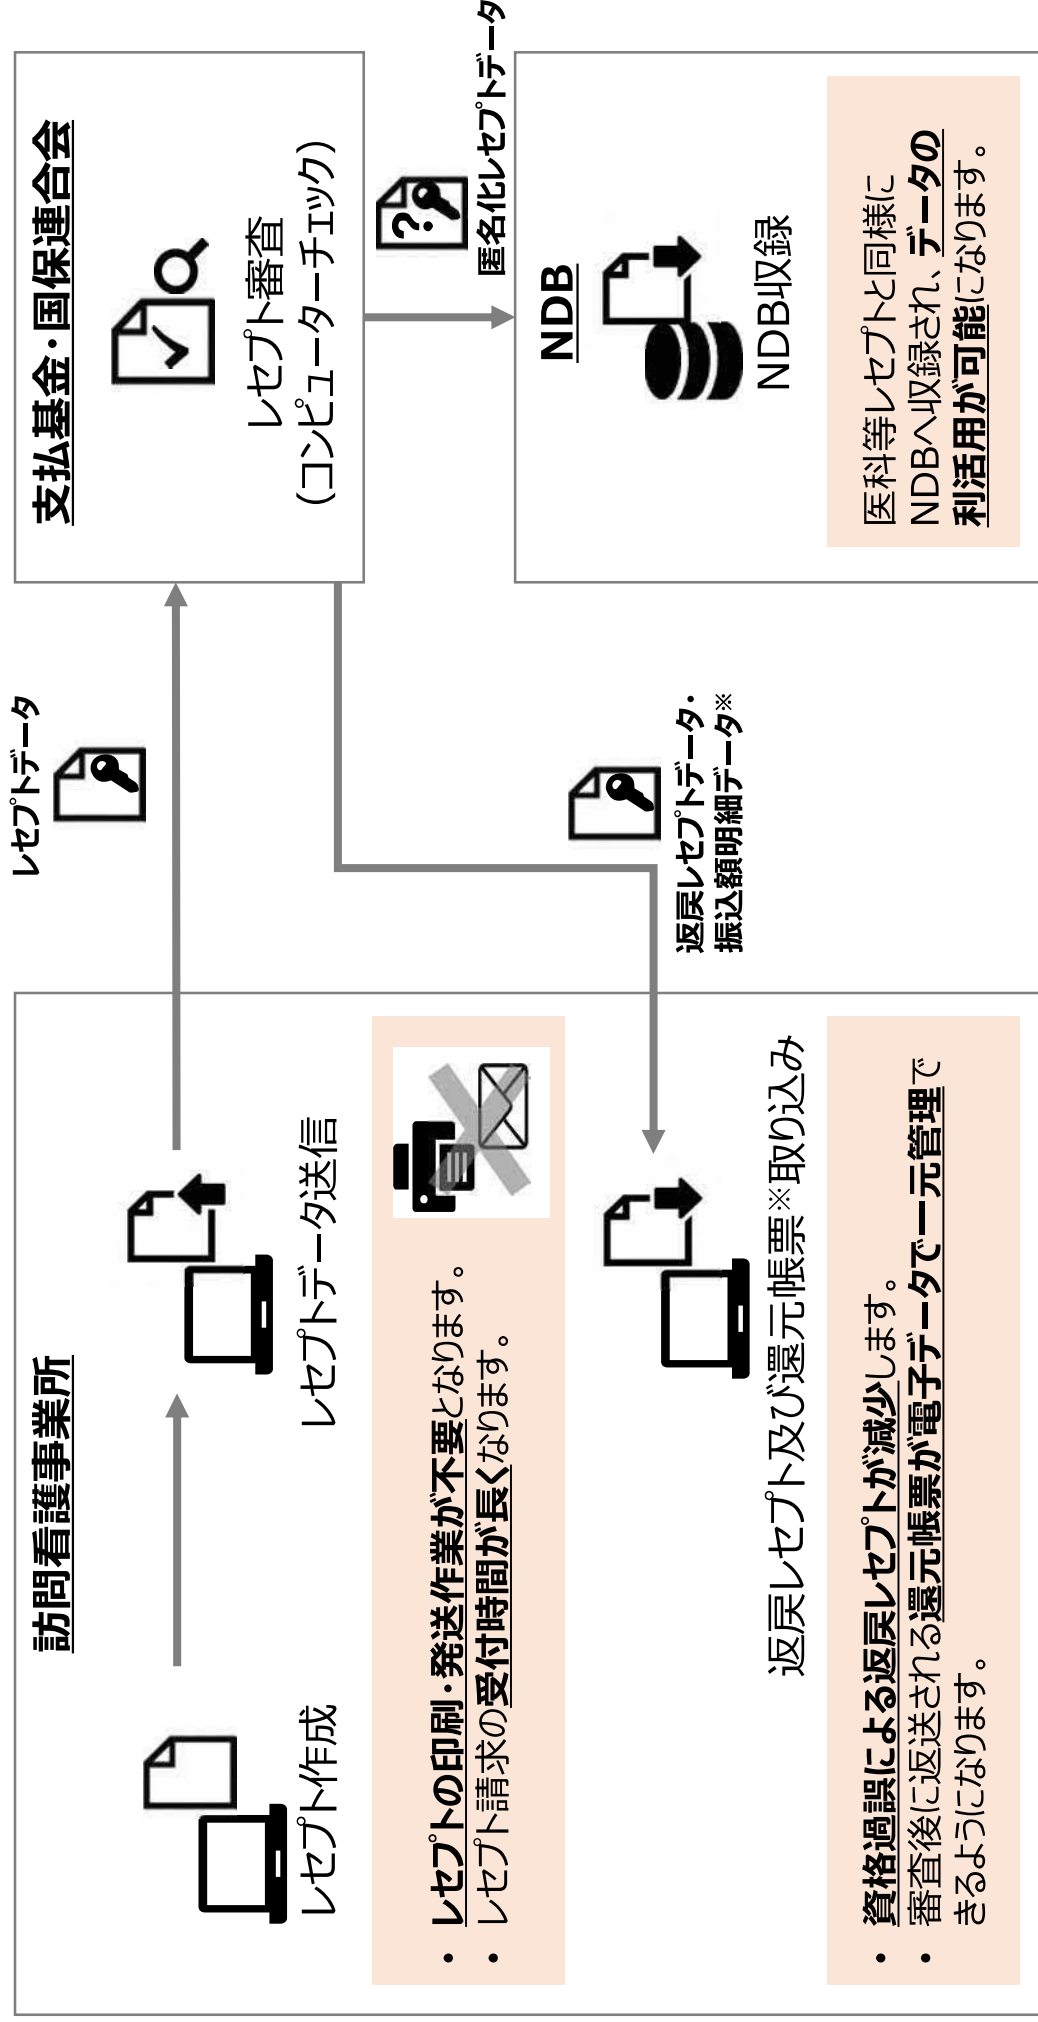 訪問看護事業所
レセプト作成
レセプトデータ送信
・ レセプトの印刷・発送作業が不要となります。
・ レセプト請求の受付時間が長くなります。
返戻レセプト及び還元帳票※取り込み
・ 資格過誤による返戻レセプトが減少します。
・ 審査後に返送される還元帳票が電子データで一元管理で
きるようになります。
レセプトデータ
返戻レセプトデータ・
振込額明細データ※
支払基金・国保連合会
レセプト審査
(コンピューターチェック)
匿名化レセプトデータ
NDB
NDB収録
医科等レセプトと同様に
NDBへ収録され、データの
利活用が可能になります。